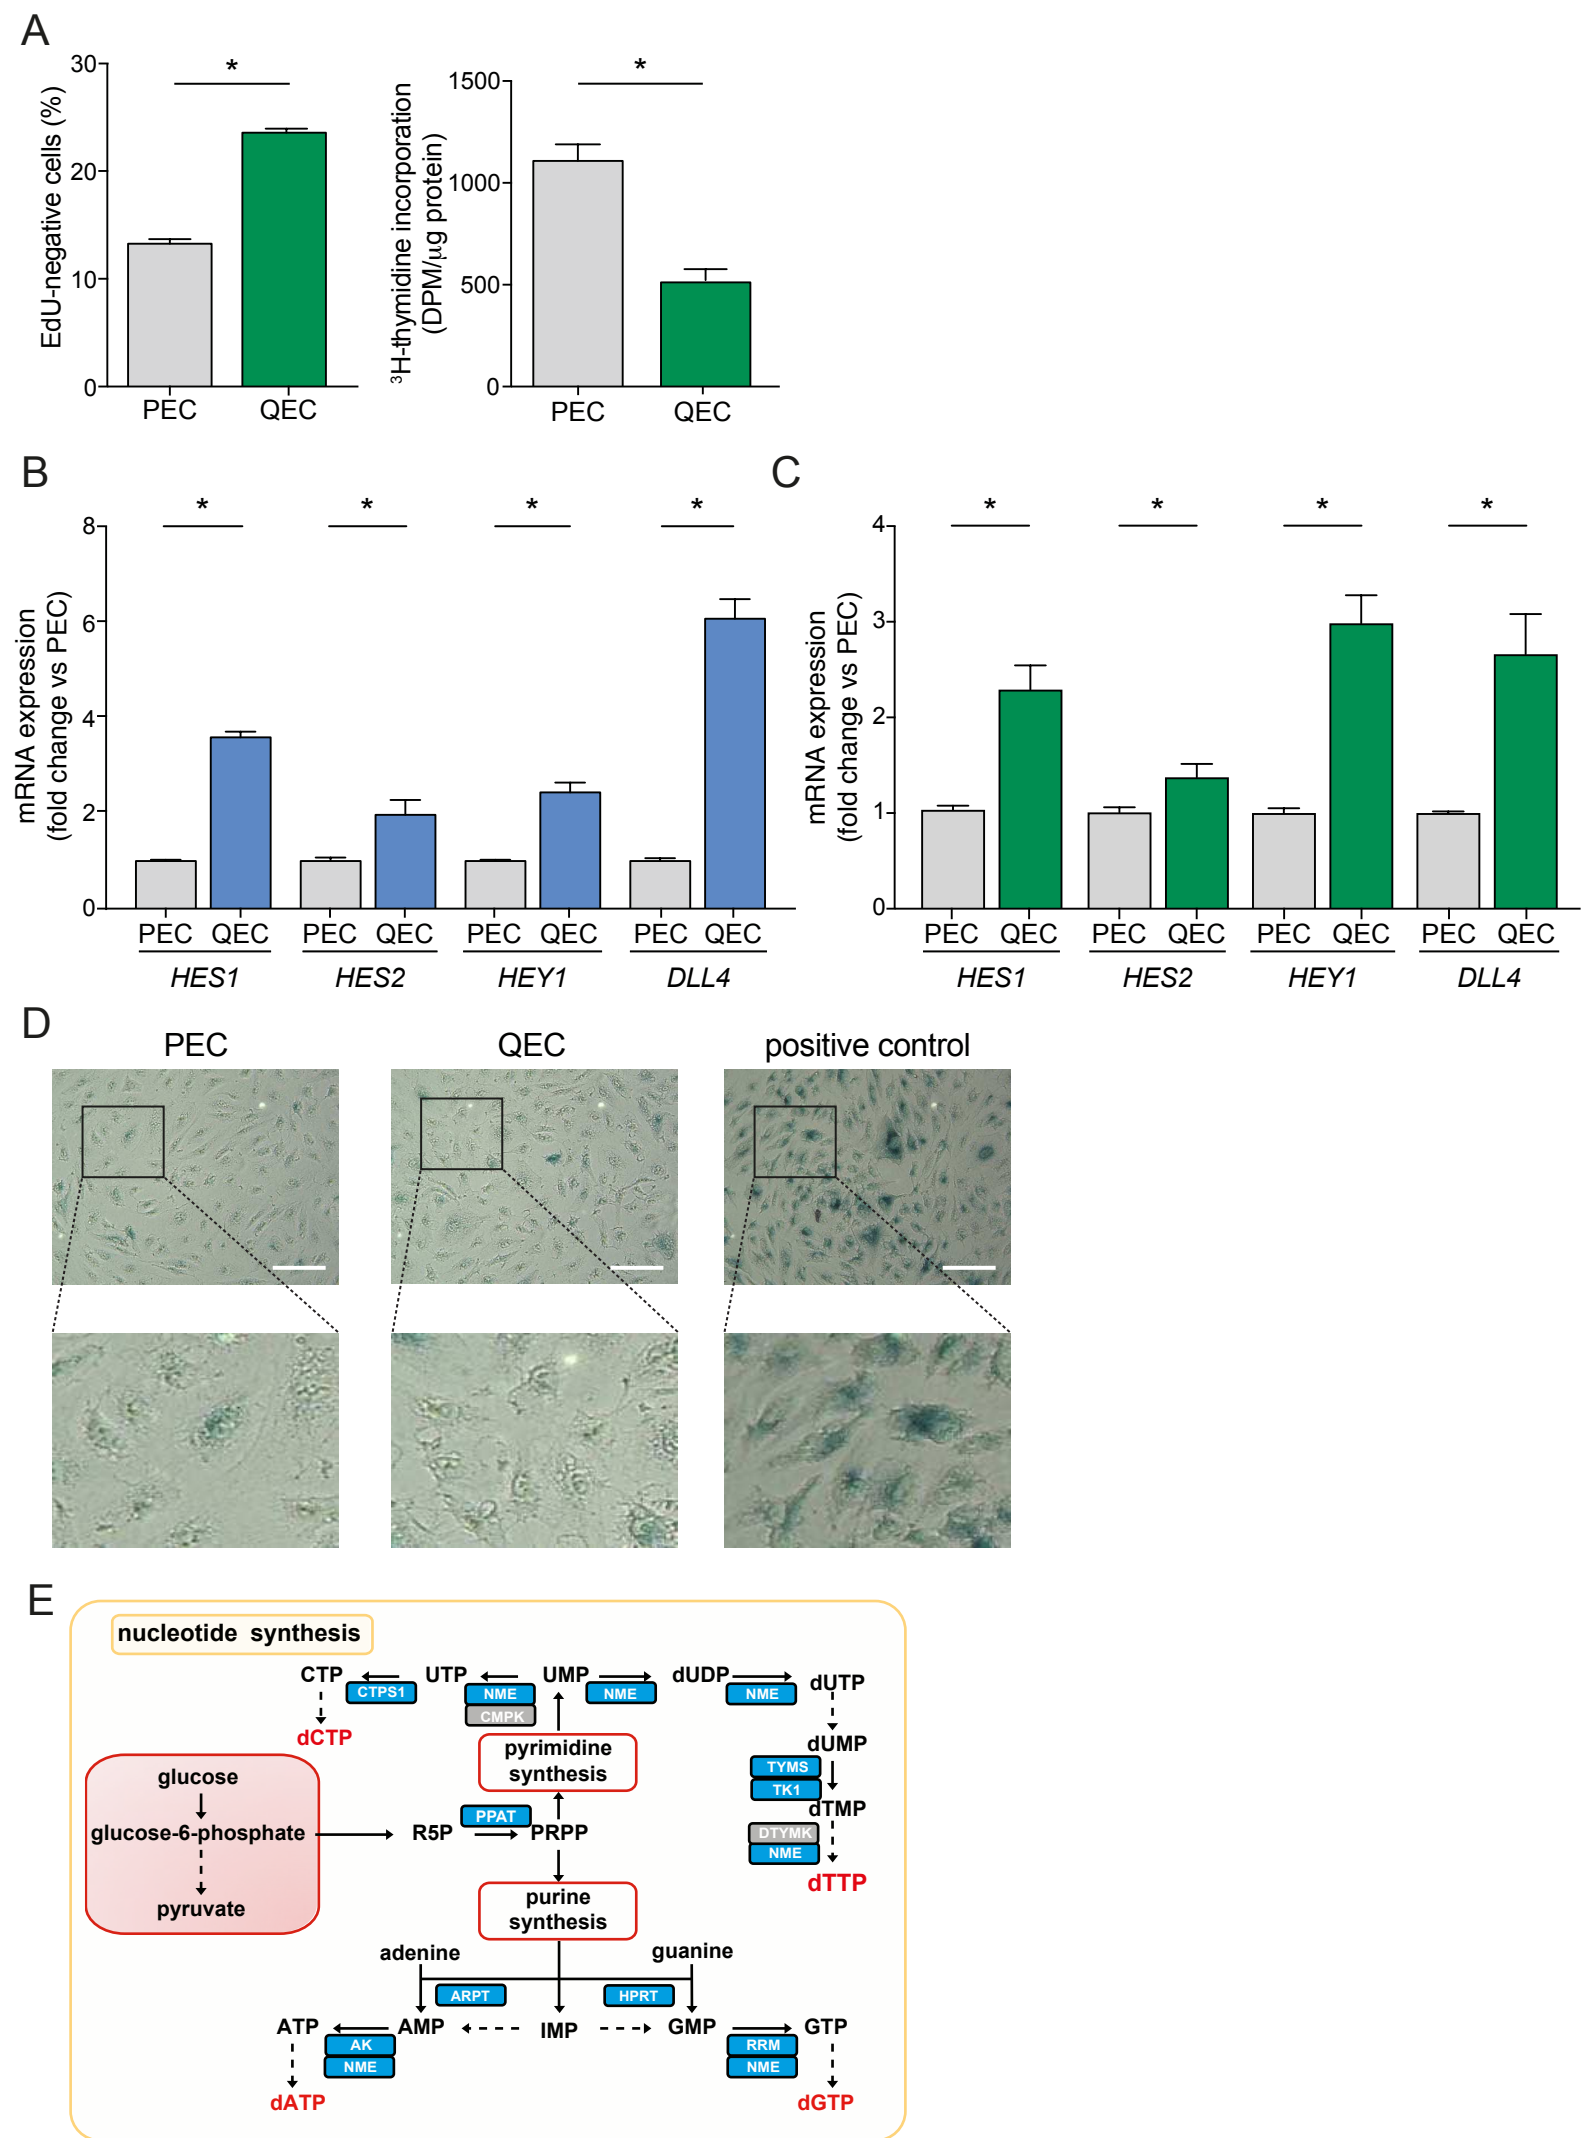 A
EdU-negative cells (%)
30
20
10
0
*
PEC QEC
³H-thymidine incorporation
(DPM/µg protein)
1500
1000
500
0
*
PEC QEC
B
mRNA expression
(fold change vs PEC)
8
6
4
2
0
* * * *
PEC QEC PEC QEC PEC QEC PEC QEC
HES1 HES2 HEY1 DLL4
C
mRNA expression
(fold change vs PEC)
4
3
2
1
0
* * * *
PEC QEC PEC QEC PEC QEC PEC QEC
HES1 HES2 HEY1 DLL4
D
PEC QEC positive control
E
nucleotide synthesis
CTP UTP UMP dUDP dUTP
CTPS1 NME NME NME
CMPK
dCTP
dUMP
pyrimidine
synthesis
TYMS
TK1
glucose
dTMP
PPAT
glucose-6-phosphate R5P PRPP
DTYMK
NME
dTTP
pyruvate
purine
synthesis
adenine guanine
ARPT HPRT
ATP AMP IMP GMP GTP
AK RRM
NME NME
dATP dGTP